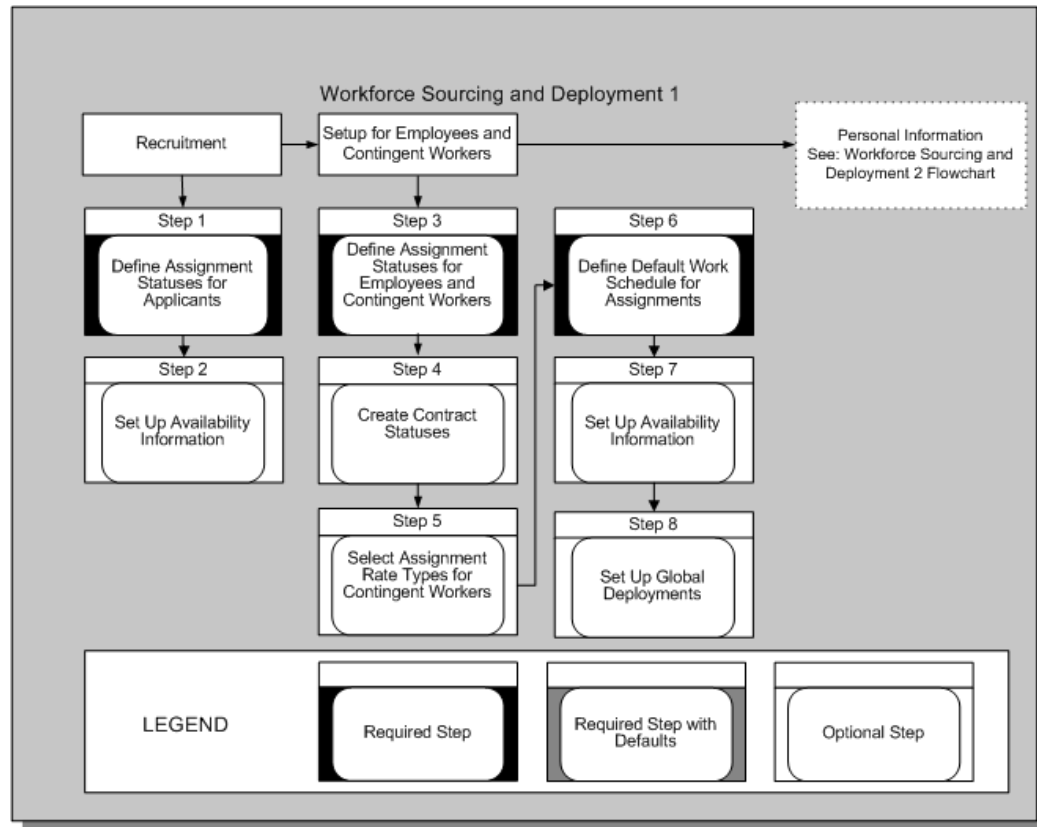 Workforce Sourcing and Deployment 1
Recruitment
Setup for Employees and
Contingent Workers
Personal Information
See: Workforce Sourcing and
Deployment 2 Flowchart
Step 1
Define Assignment
Statuses for
Applicants
Step 2
Set Up Availability
Information
Step 3
Define Assignment
Statuses for
Employees and
Contingent Workers
Step 4
Create Contract
Statuses
Step 5
Select Assignment
Rate Types for
Contingent Workers
Step 6
Define Default Work
Schedule for
Assignments
Step 7
Set Up Availability
Information
Step 8
Set Up Global
Deployments
LEGEND
Required Step
Required Step with
Defaults
Optional Step